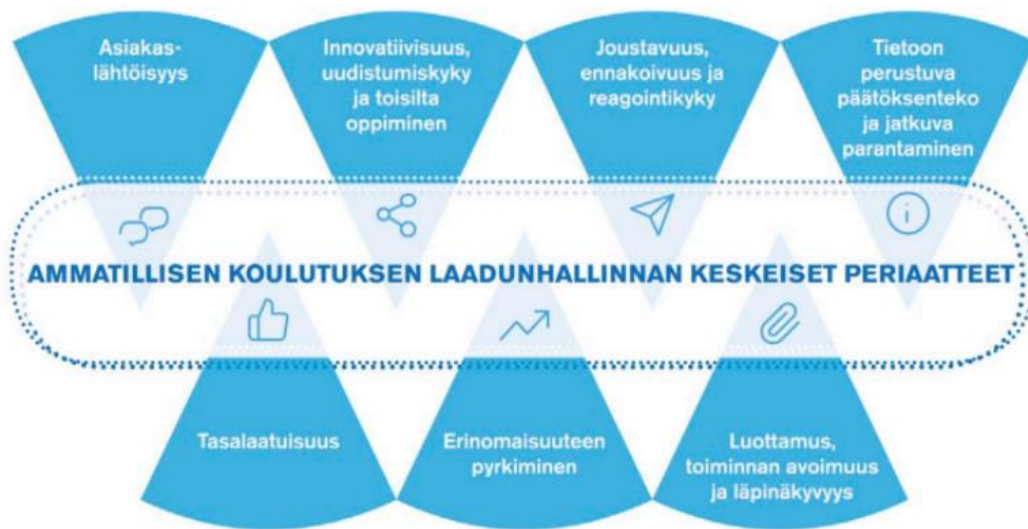 Asiakas-
lähtöisyys
Innovatiivisuus,
uudistumiskyky
ja toisilta
oppiminen
Joustavuus,
ennakoivuus ja
reagointikyky
Tietoon
perustuva
päätöksenteko
ja jatkuva
parantaminen
AMMATILLISEN KOULUTUKSEN LAADUNHALLINNAN KESKEISET PERIAATTEET
Tasalaatuisuus
Erinomaisuuteen
pyrkiminen
Luottamus,
toiminnan avoimuus
ja läpinäkyvyys